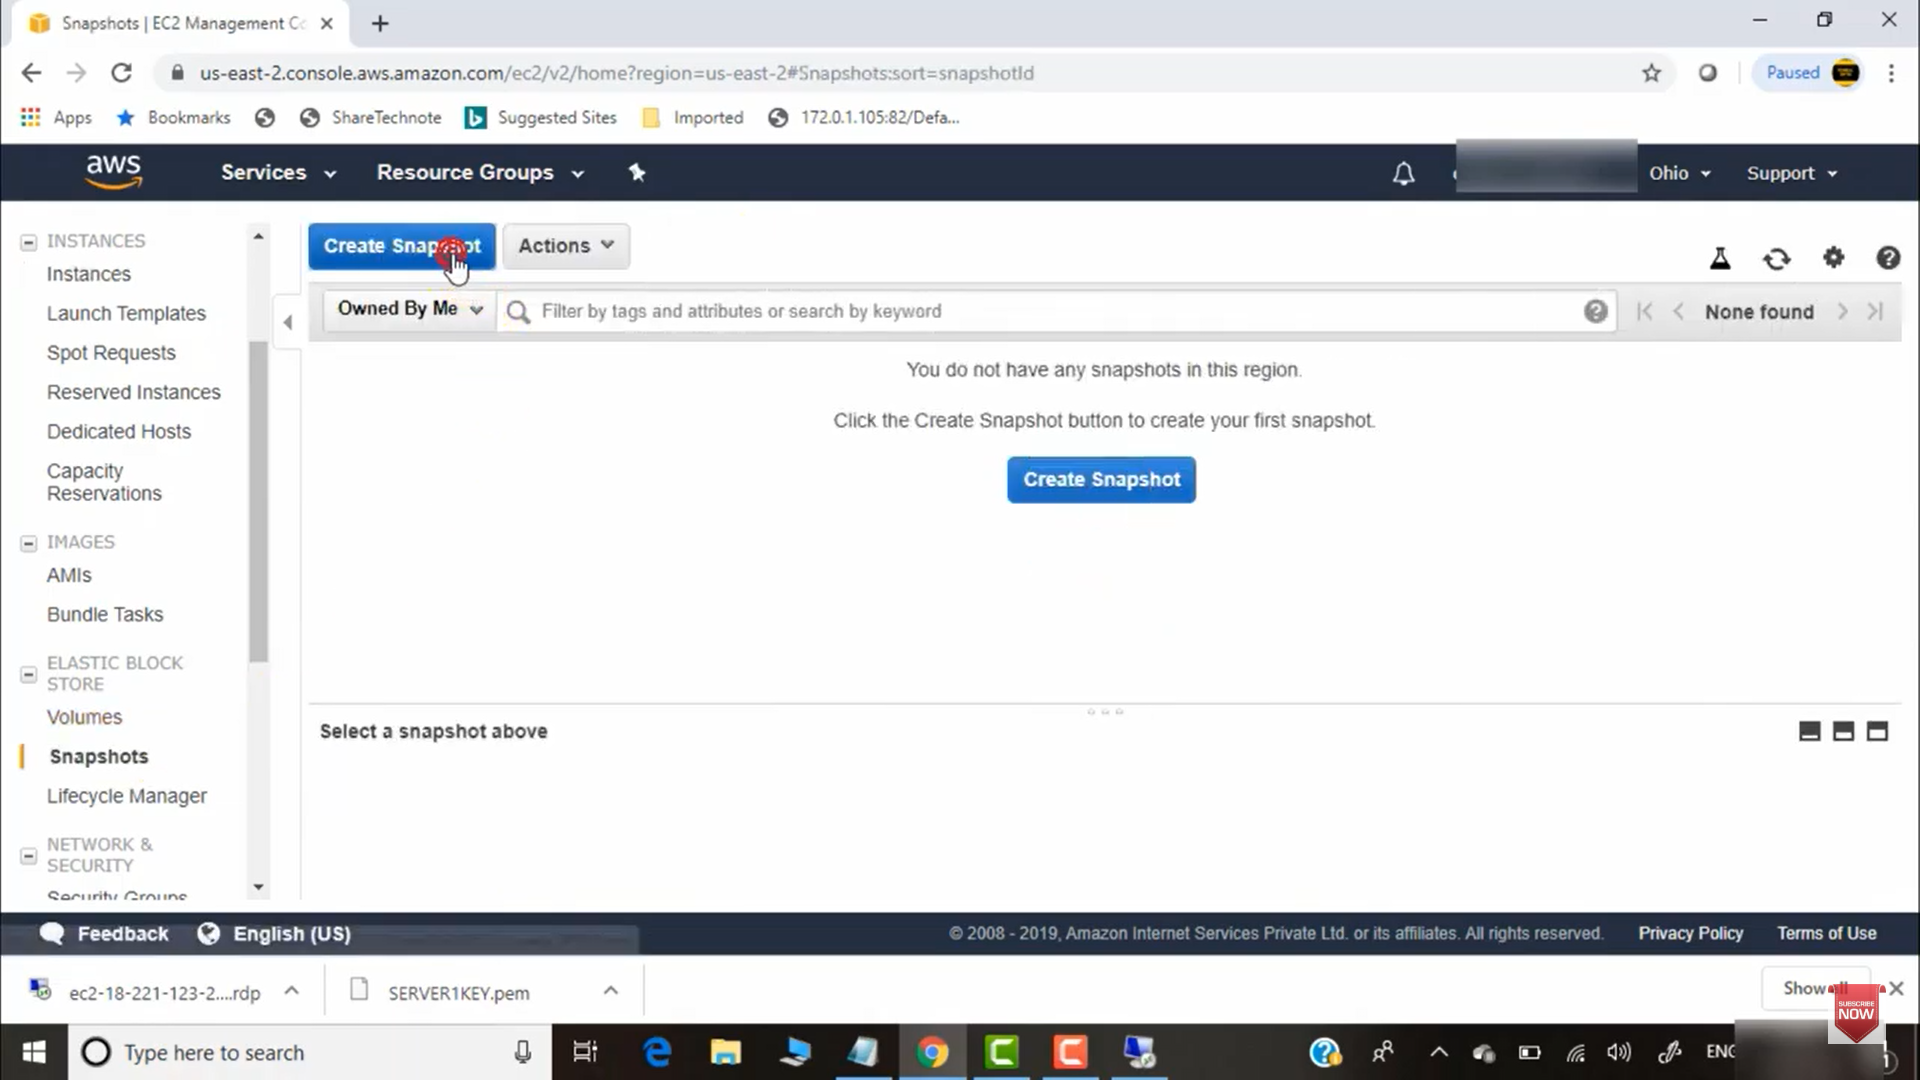 Snapshots | EC2 Management Co
us-east-2.console.aws.amazon.com/ec2/v2/home?region=us-east-2#Snapshots:sort=snapshotId
Paused
Apps
Bookmarks
ShareTechnote
Suggested Sites
Imported
172.0.1.105:82/Defa...
aws
Services
Resource Groups
Ohio
Support
INSTANCES
Instances
Launch Templates
Spot Requests
Reserved Instances
Dedicated Hosts
Capacity
Reservations
IMAGES
AMIs
Bundle Tasks
ELASTIC BLOCK
STORE
Volumes
Snapshots
Lifecycle Manager
NETWORK &
SECURITY
Security Groups
Create Snapshot
Actions
Owned By Me
Filter by tags and attributes or search by keyword
None found
You do not have any snapshots in this region.
Click the Create Snapshot button to create your first snapshot.
Create Snapshot
Select a snapshot above
Feedback
English (US)
© 2008 - 2019, Amazon Internet Services Private Ltd. or its affiliates. All rights reserved.
Privacy Policy
Terms of Use
ec2-18-221-123-2....rdp
SERVER1KEY.pem
Show all
SUBSCRIBE
NOW
Type here to search
ENG